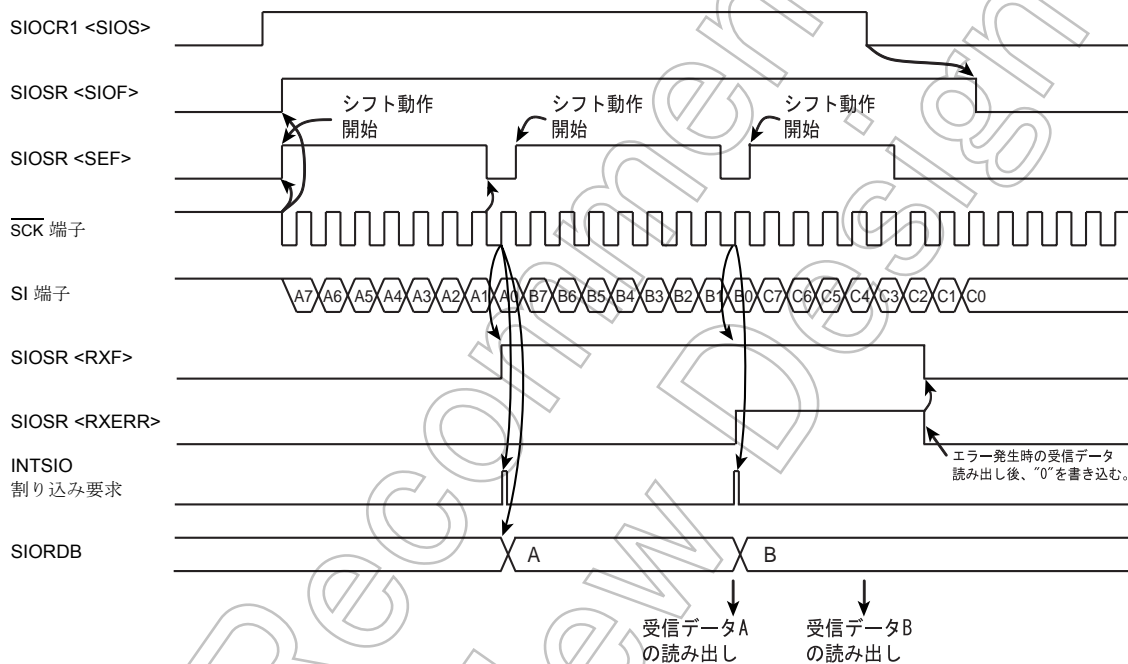 SIOCR1 <SIOS>
SIOSR <SIOF>
シフト動作
開始
シフト動作
開始
シフト動作
開始
SIOSR <SEF>
SCK 端子
SI 端子
A7 A6 A5 A4 A3 A2 A1 A0 B7 B6 B5 B4 B3 B2 B1 B0 C7 C6 C5 C4 C3 C2 C1 C0
SIOSR <RXF>
SIOSR <RXERR>
エラー発生時の受信データ
読み出し後、"0"を書き込む。
INTSIO
割り込み要求
SIORDB
A
B
受信データA
の読み出し
受信データB
の読み出し
Recommen
New Design